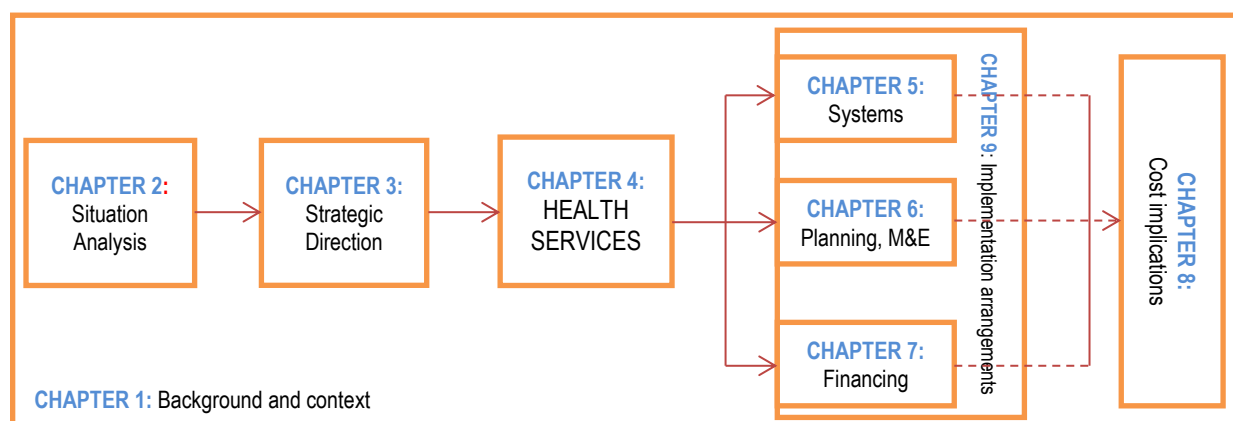 CHAPTER 2:
Situation
Analysis
CHAPTER 3:
Strategic
Direction
CHAPTER 4:
HEALTH
SERVICES
CHAPTER 5:
Systems
CHAPTER 6:
Planning, M&E
CHAPTER 7:
Financing
CHAPTER 9: Implementation arrangements
CHAPTER 8:
Cost implications
CHAPTER 1: Background and context